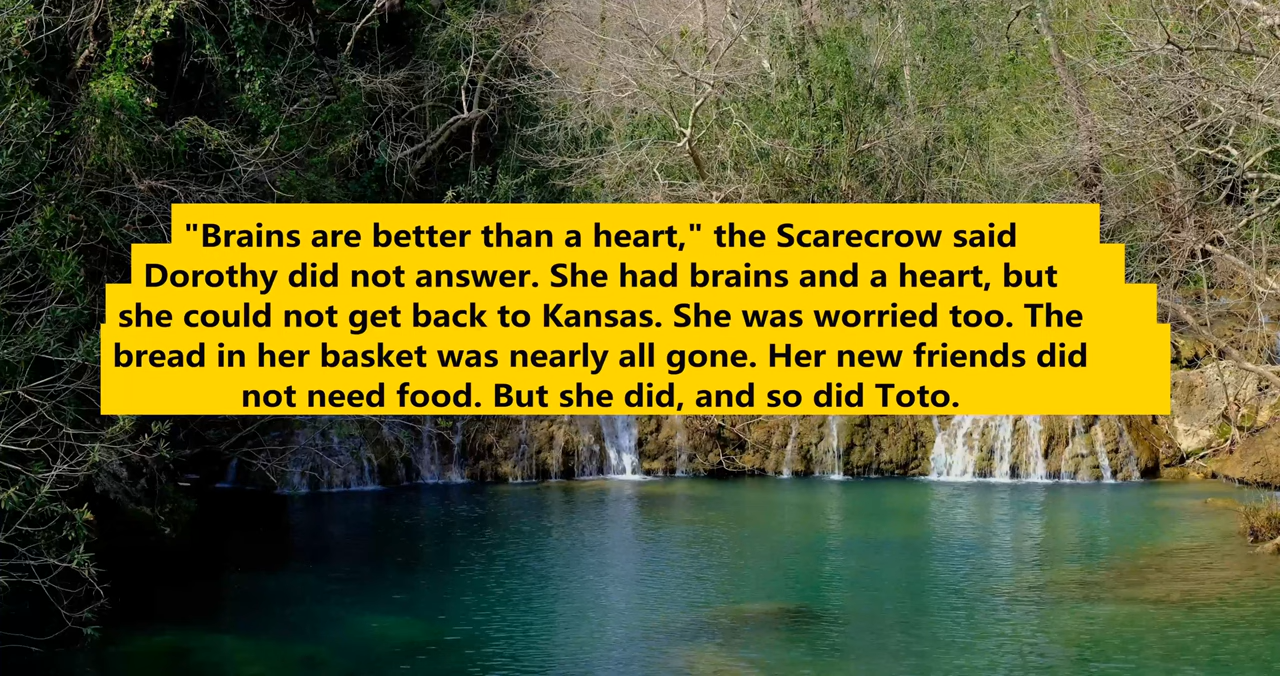 "Brains are better than a heart," the Scarecrow said
Dorothy did not answer. She had brains and a heart, but
she could not get back to Kansas. She was worried too. The
bread in her basket was nearly all gone. Her new friends did
not need food. But she did, and so did Toto.